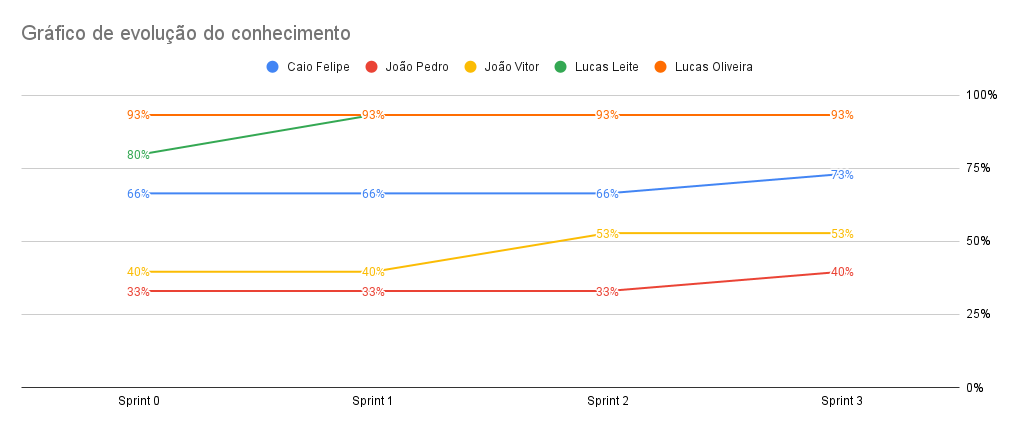 Gráfico de evolução do conhecimento
Caio Felipe João Pedro João Vitor Lucas Leite Lucas Oliveira
100%
93% 93% 93% 93%
80%
75%
73%
66% 66% 66%
53% 53%
50%
40% 40% 40%
33% 33% 33%
25%
0%
Sprint 0 Sprint 1 Sprint 2 Sprint 3